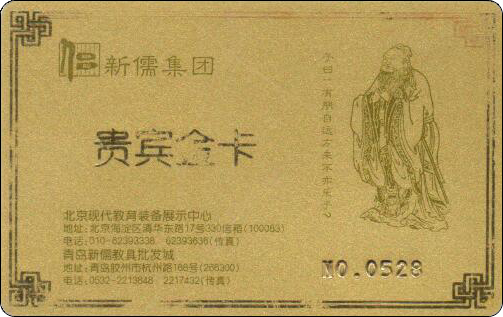 新儒集团
子曰:有朋自远方来不亦乐乎?
贵宾金卡
北京现代教育装备展示中心
地址:北京海淀区清华东路17号330信箱(100083)
电话:010-62393338 62393636(传真)
青岛新儒教具批发城
地址:青岛胶州市杭州路166号(266300)
电话:0532-2213848 2217432(传真)
NO.0528